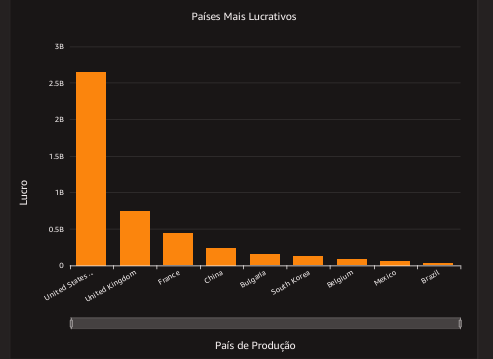 Países Mais Lucrativos
3B
2.5B
2B
1.5B
1B
0.5B
0
Lucro
United States...
United Kingdom
France
China
Bulgaria
South Korea
Belgium
Mexico
Brazil
País de Produção